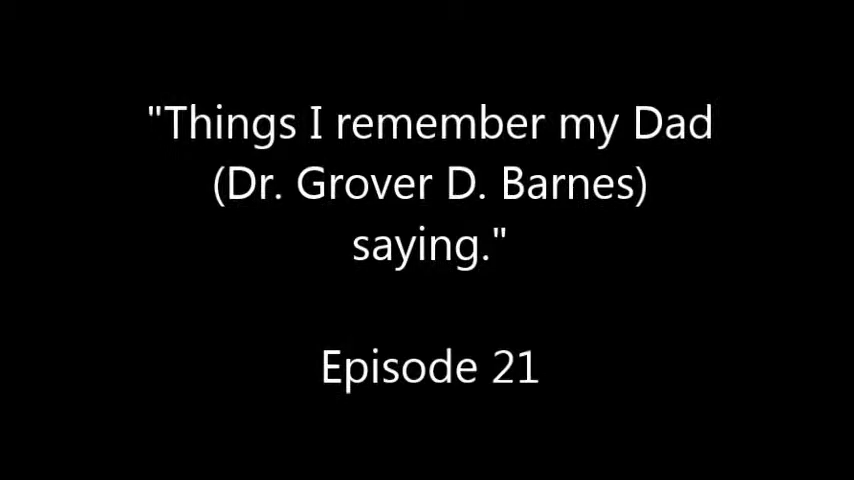 "Things I remember my Dad
(Dr. Grover D. Barnes)
saying."
Episode 21